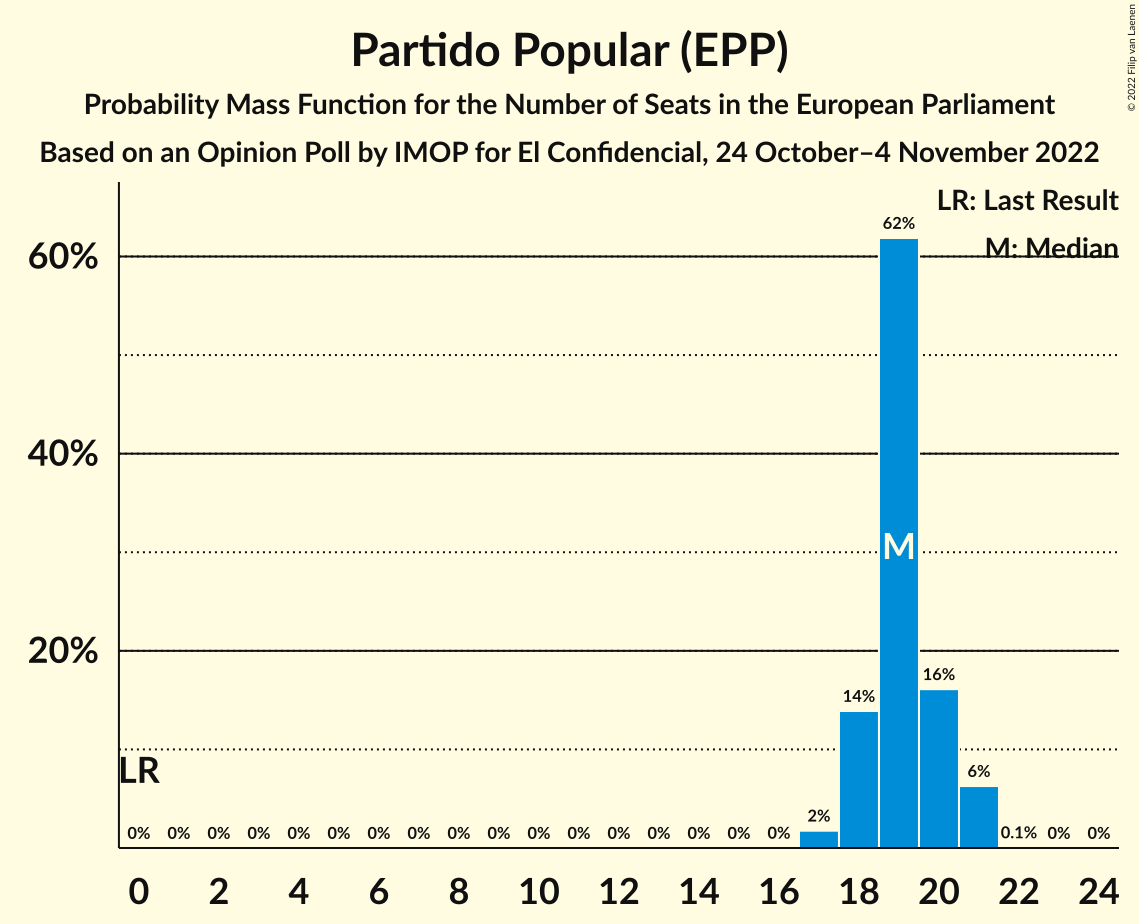 Partido Popular (EPP)
Probability Mass Function for the Number of Seats in the European Parliament
Based on an Opinion Poll by IMOP for El Confidencial, 24 October–4 November 2022
© 2022 Filip van Laenen
LR: Last Result
M: Median
62%
60%
40%
M
20%
16%
14%
LR
6%
2%
0% 0% 0% 0% 0% 0% 0% 0% 0% 0% 0% 0% 0% 0% 0% 0% 0% 0.1% 0% 0%
0 2 4 6 8 10 12 14 16 18 20 22 24